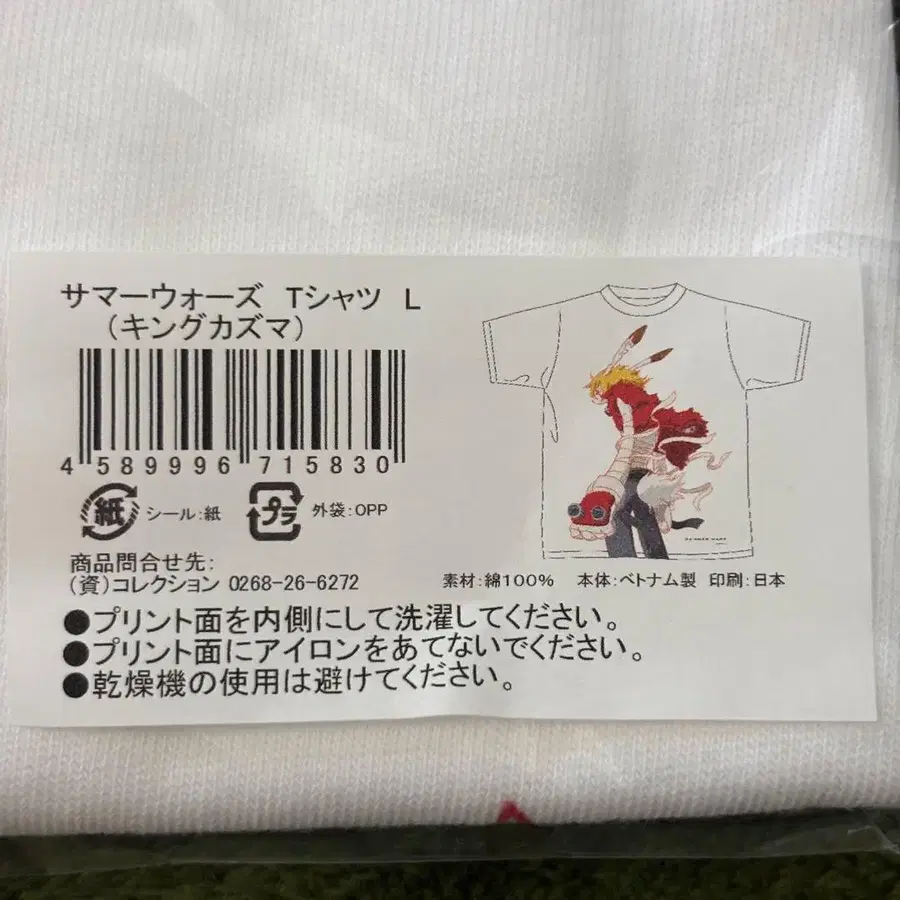 サマーウォーズ Tシャツ L
（キングカズマ）
4 589996 715830
紙 シール:紙 プラ 外袋:OPP
商品問合せ先:
（資）コレクション 0268-26-6272
素材:綿100% 本体:ベトナム製 印刷:日本
●プリント面を内側にして洗濯してください。
●プリント面にアイロンをあてないでください。
●乾燥機の使用は避けてください。